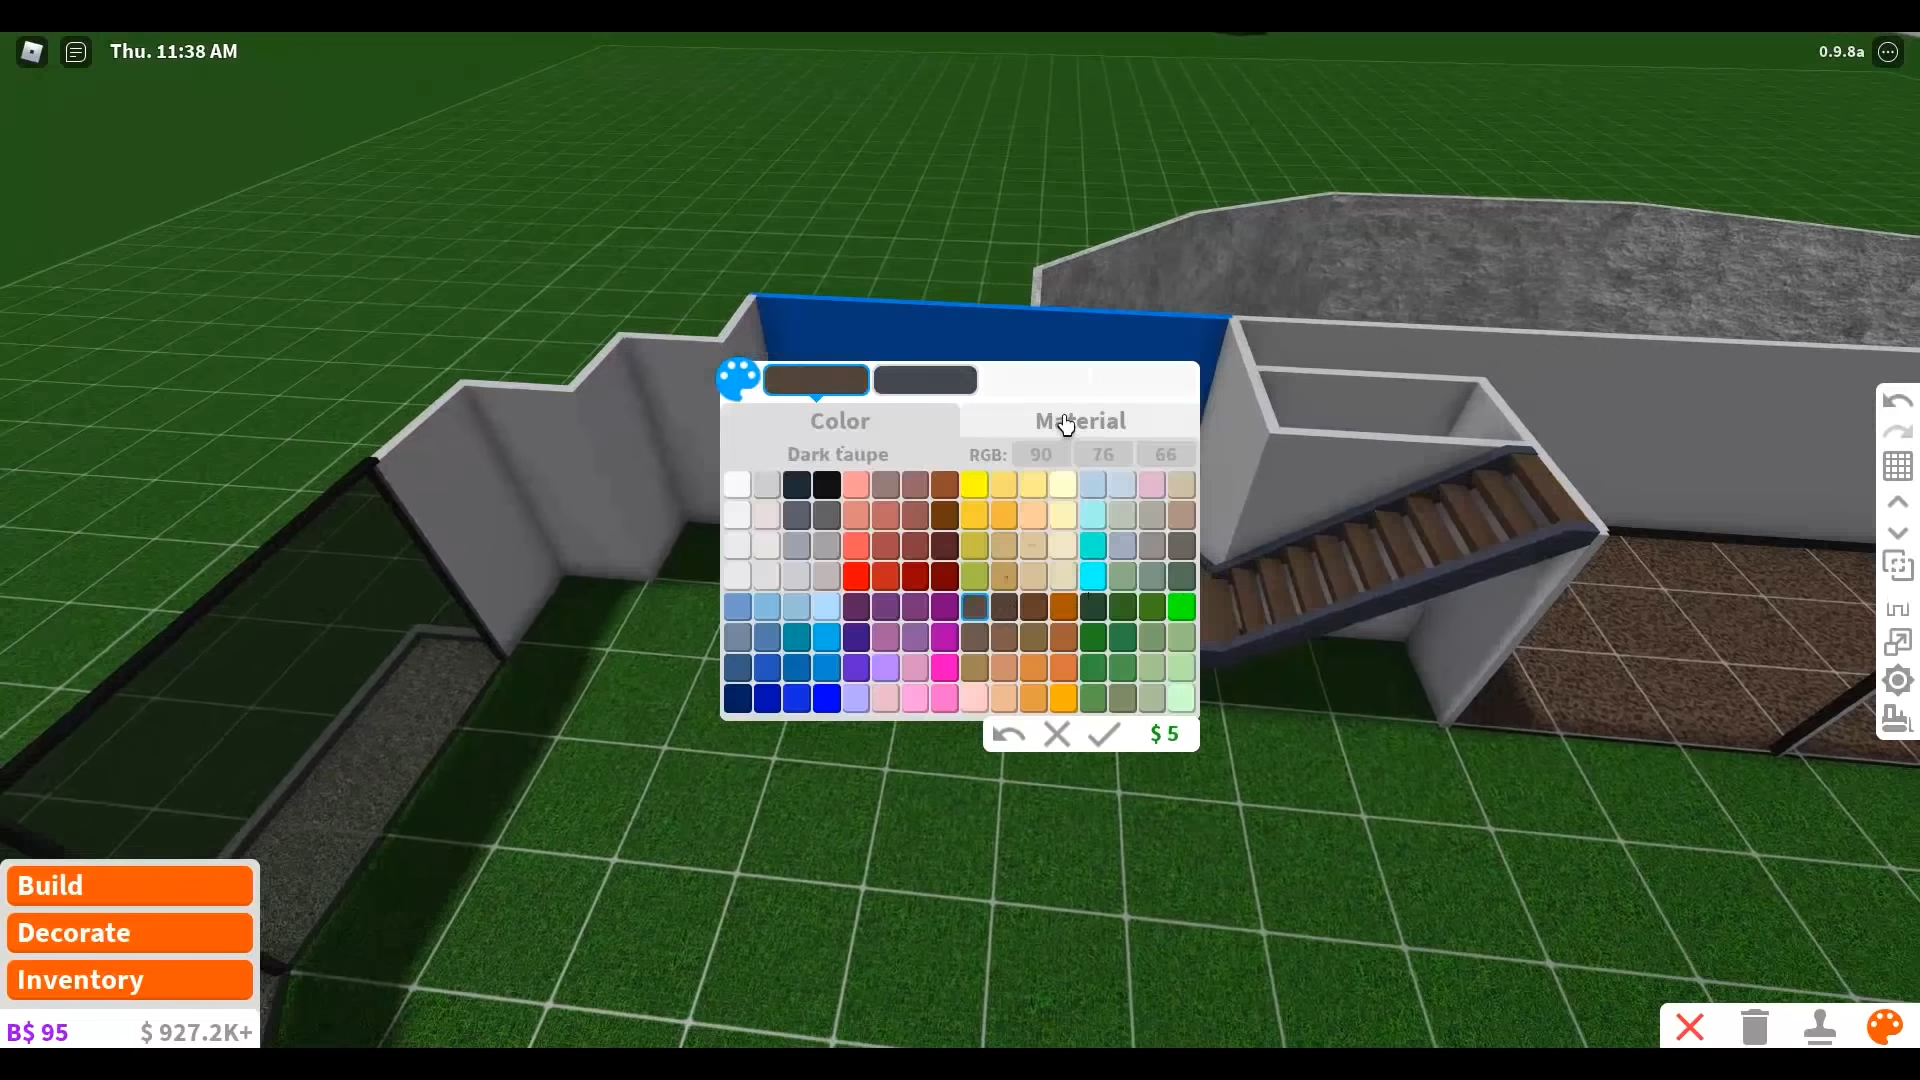 Thu. 11:38 AM
0.9.8a
Color
Material
Dark taupe
RGB: 90 76 66
$ 5
Build
Decorate
Inventory
B$ 95
$ 927.2K+